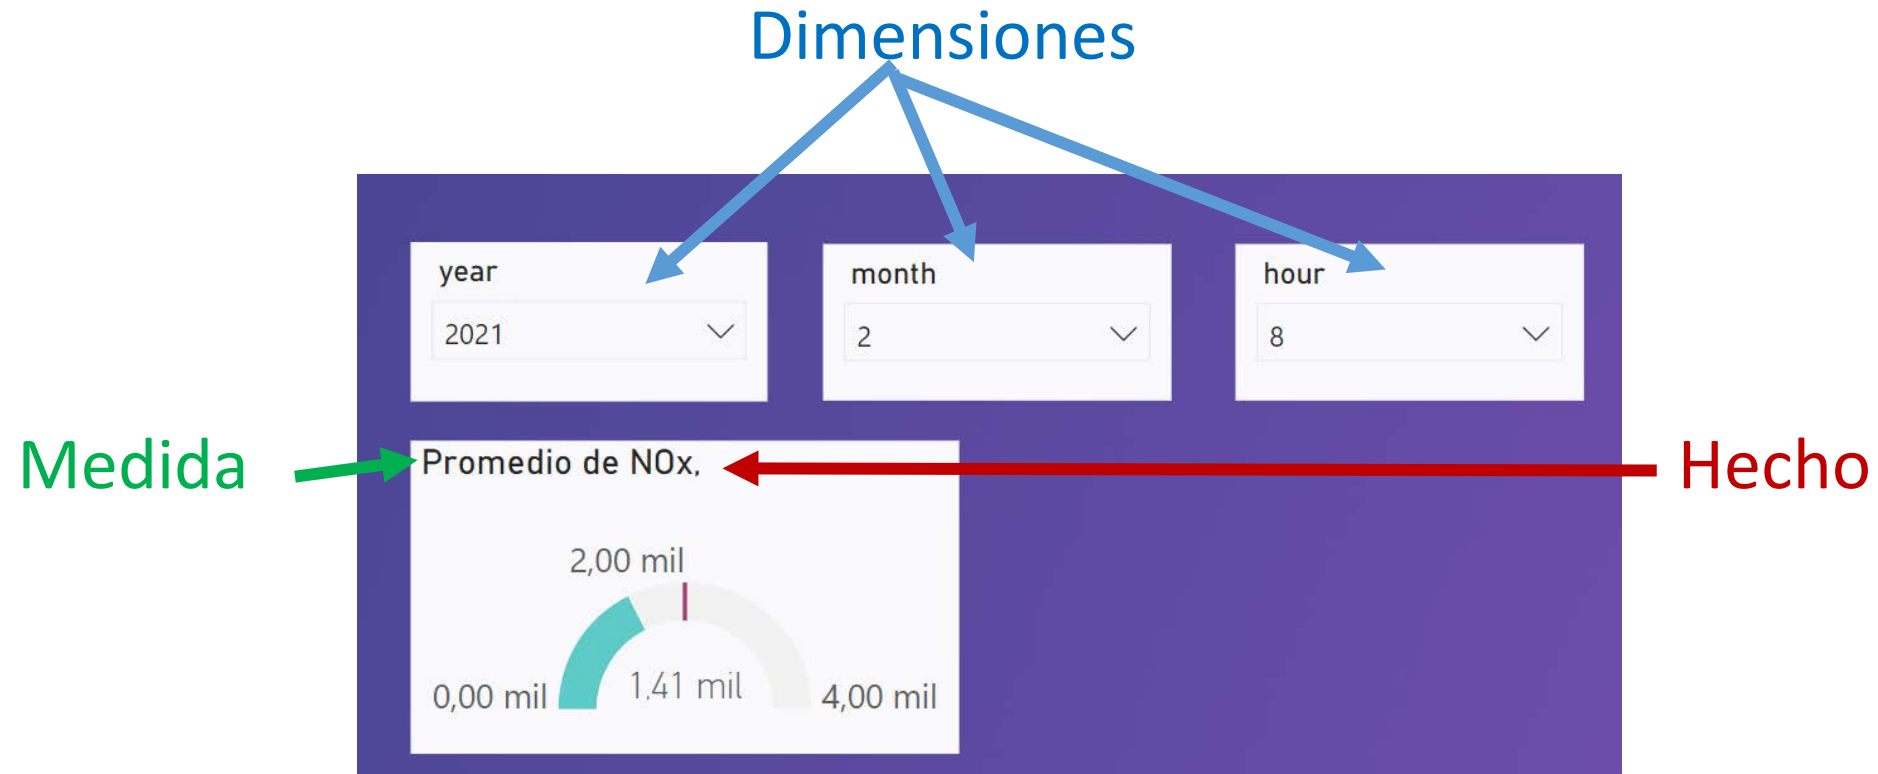 Dimensiones
year
month
hour
2021
2
8
Medida
Promedio de NOx,
Hecho
2,00 mil
0,00 mil
1,41 mil
4,00 mil